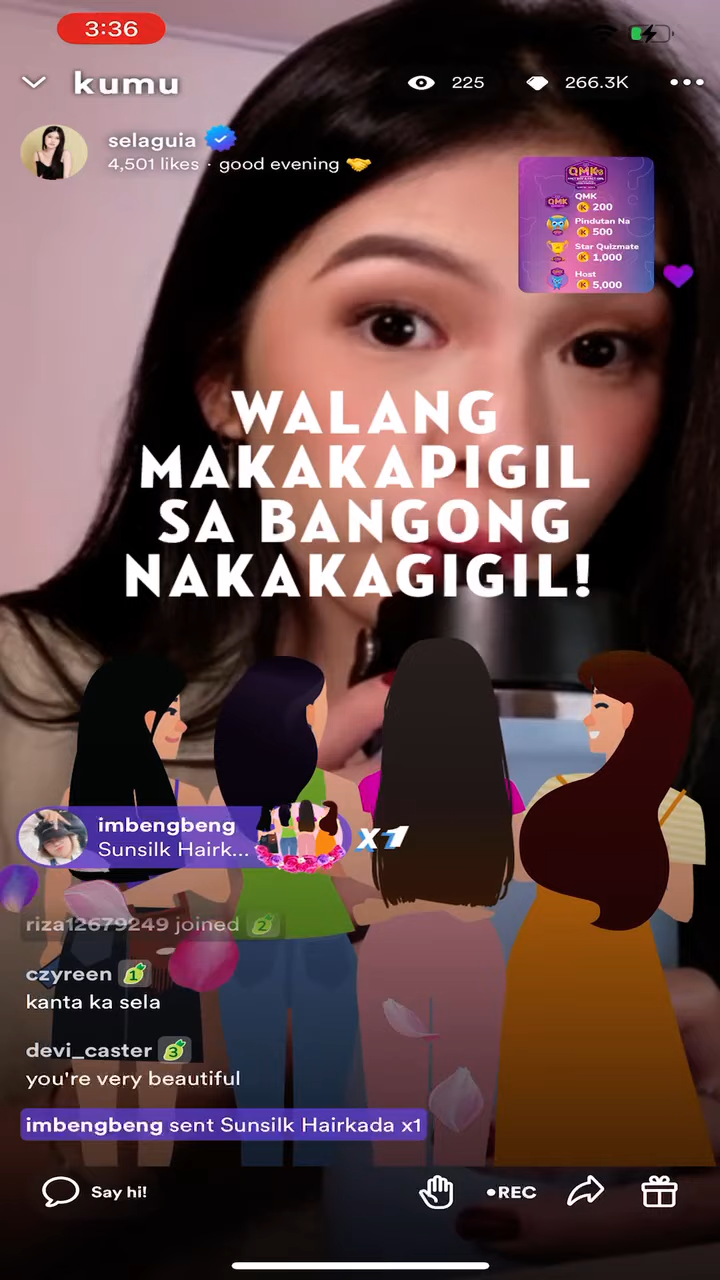 3:36
kumu
225
266.3K
selaguia
4,501 likes · good evening 🤝
QMK
QMK
QMK
200
Pindutan Na
500
Star Quizmate
1,000
Host
5,000
WALANG
MAKAKAPIGIL
SA BANGONG
NAKAKAGIGIL!
imbengbeng
Sunsilk Hairk...
x1
riza12679249 joined 2
czyreen 1
kanta ka sela
devi_caster 3
you're very beautiful
imbengbeng sent Sunsilk Hairkada x1
Say hi!
•REC